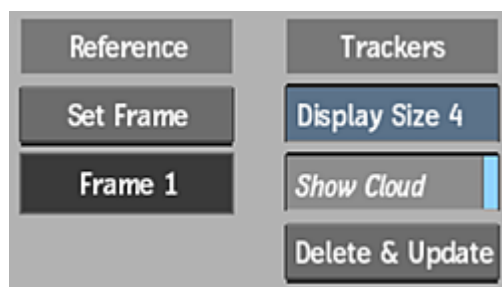 Reference
Set Frame
Frame 1
Trackers
Display Size 4
Show Cloud
Delete & Update